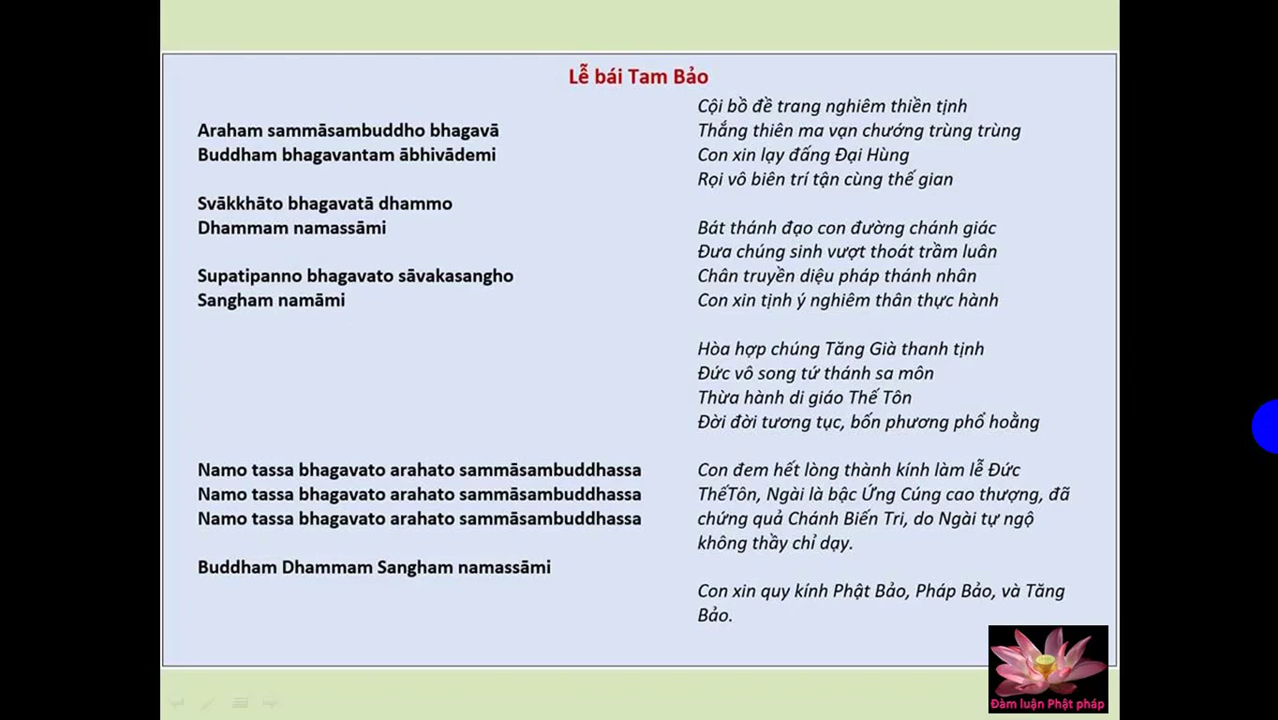 Lễ bái Tam Bảo
Araham sammāsambuddho bhagavā
Buddham bhagavantam ābhivādemi
Svākkhāto bhagavatā dhammo
Dhammam namassāmi
Supatipanno bhagavato sāvakasangho
Sangham namāmi
Namo tassa bhagavato arahato sammāsambuddhassa
Namo tassa bhagavato arahato sammāsambuddhassa
Namo tassa bhagavato arahato sammāsambuddhassa
Buddham Dhammam Sangham namassāmi
Cội bồ đề trang nghiêm thiền tịnh
Thắng thiên ma vạn chướng trùng trùng
Con xin lạy đấng Đại Hùng
Rọi vô biên trí tận cùng thế gian
Bát thánh đạo con đường chánh giác
Đưa chúng sinh vượt thoát trầm luân
Chân truyền diệu pháp thánh nhân
Con xin tịnh ý nghiêm thân thực hành
Hòa hợp chúng Tăng Già thanh tịnh
Đức vô song tứ thánh sa môn
Thừa hành di giáo Thế Tôn
Đời đời tương tục, bốn phương phổ hoằng
Con đem hết lòng thành kính làm lễ Đức
ThếTôn, Ngài là bậc Ứng Cúng cao thượng, đã
chứng quả Chánh Biến Tri, do Ngài tự ngộ
không thầy chỉ dạy.
Con xin quy kính Phật Bảo, Pháp Bảo, và Tăng
Bảo.
Đàm luận Phật pháp